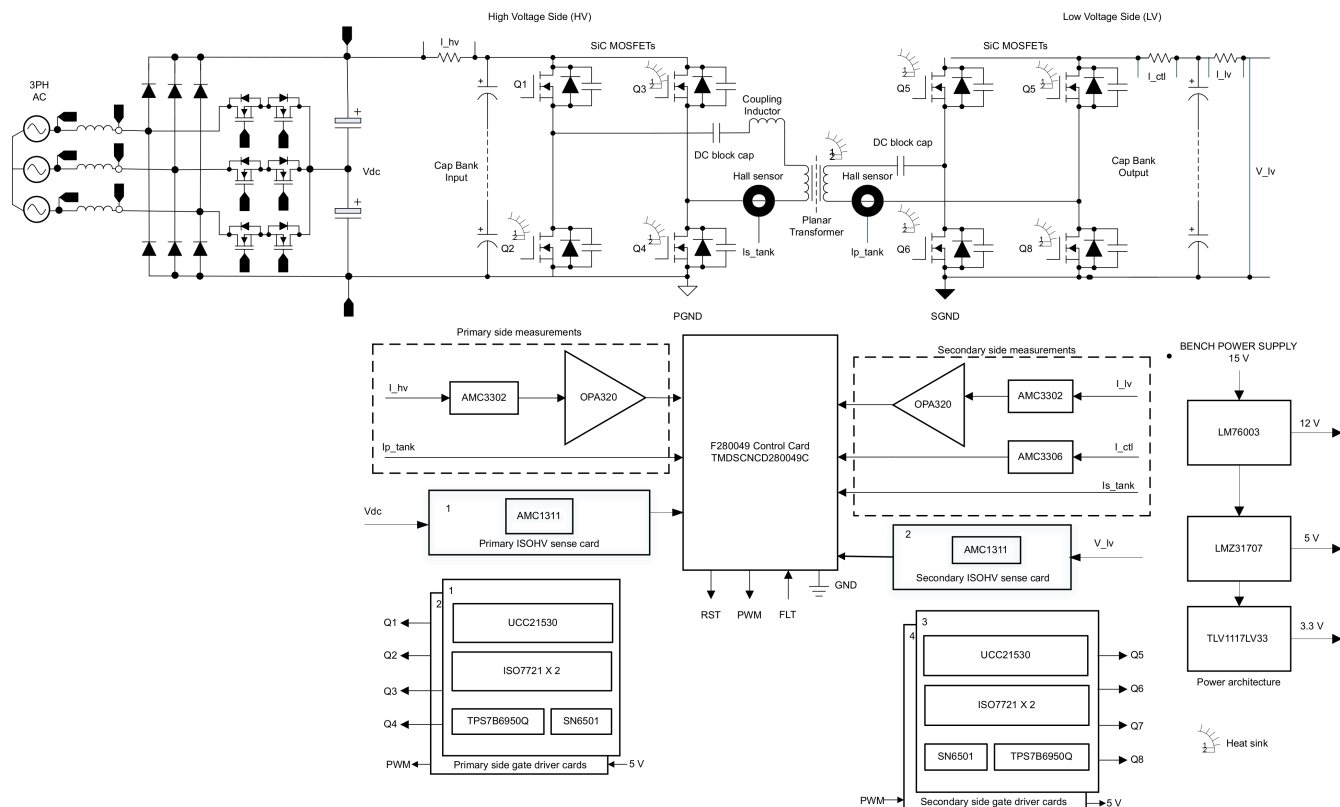 High Voltage Side (HV)
Low Voltage Side (LV)
I_hv
SiC MOSFETs
SiC MOSFETs
3PH
AC
Q1
Q3
Q5
Q5
I_ctl
I_lv
Coupling
Inductor
DC block cap
DC block cap
Vdc
Cap Bank
Input
Hall sensor
Hall sensor
Cap Bank
Output
V_lv
Planar
Transformer
Q2
Q4
Is_tank
Ip_tank
Q6
Q8
PGND
SGND
Primary side measurements
I_hv
AMC3302
OPA320
Ip_tank
F280049 Control Card
TMDSCNCD280049C
Secondary side measurements
OPA320
AMC3302
I_lv
AMC3306
I_ctl
Is_tank
BENCH POWER SUPPLY
15 V
LM76003
12 V
LMZ31707
5 V
TLV1117LV33
3.3 V
Power architecture
Vdc
1
AMC1311
Primary ISOHV sense card
2
AMC1311
Secondary ISOHV sense card
V_lv
RST
PWM
FLT
GND
1
2
UCC21530
ISO7721 X 2
TPS7B6950Q
SN6501
Q1
Q2
Q3
Q4
PWM
Primary side gate driver cards
5 V
3
4
UCC21530
ISO7721 X 2
SN6501
TPS7B6950Q
Q5
Q6
Q7
Q8
PWM
Secondary side gate driver cards
5 V
Heat sink